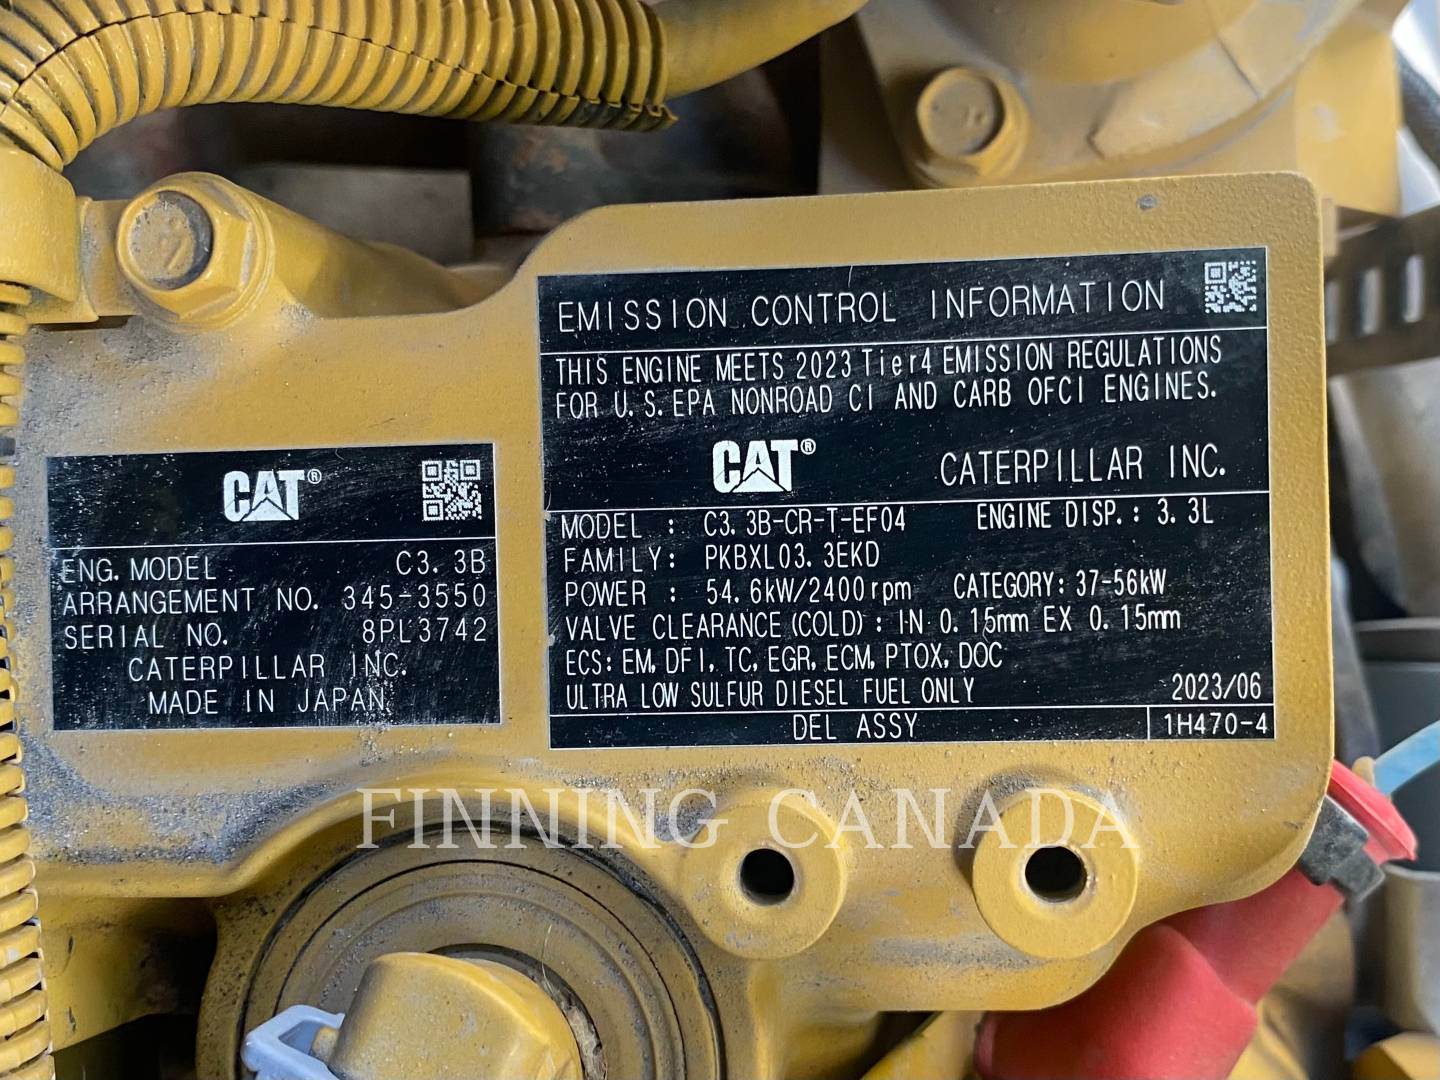 CAT®
ENG. MODEL C3.3B
ARRANGEMENT NO. 345-3550
SERIAL NO. 8PL3742
CATERPILLAR INC.
MADE IN JAPAN
EMISSION CONTROL INFORMATION
THIS ENGINE MEETS 2023 Tier4 EMISSION REGULATIONS
FOR U.S.EPA NONROAD CI AND CARB OFCI ENGINES.
CAT® CATERPILLAR INC.
MODEL : C3.3B-CR-T-EF04 ENGINE DISP.: 3.3L
FAMILY: PKBXL03.3EKD
POWER : 54.6kW/2400rpm CATEGORY: 37-56kW
VALVE CLEARANCE (COLD) : IN 0.15mm EX 0.15mm
ECS: EM, DFI, TC, EGR, ECM, PTOX, DOC
ULTRA LOW SULFUR DIESEL FUEL ONLY 2023/06
DEL ASSY 1H470-4
FINNING CANADA